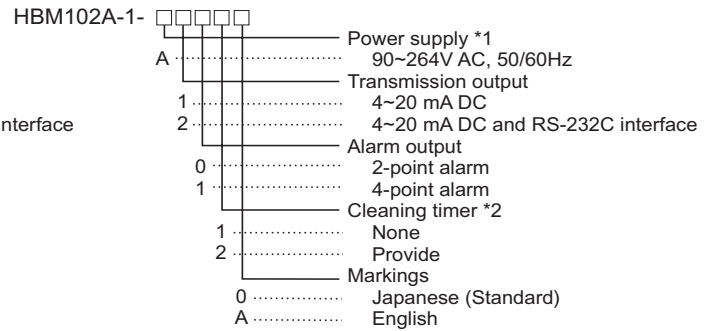 HBM102A-1- □□□□□
Power supply *1
A 90~264V AC, 50/60Hz
Transmission output
1 4~20 mA DC
nterface 2 4~20 mA DC and RS-232C interface
Alarm output
0 2-point alarm
1 4-point alarm
Cleaning timer *2
1 None
2 Provide
Markings
0 Japanese (Standard)
A English